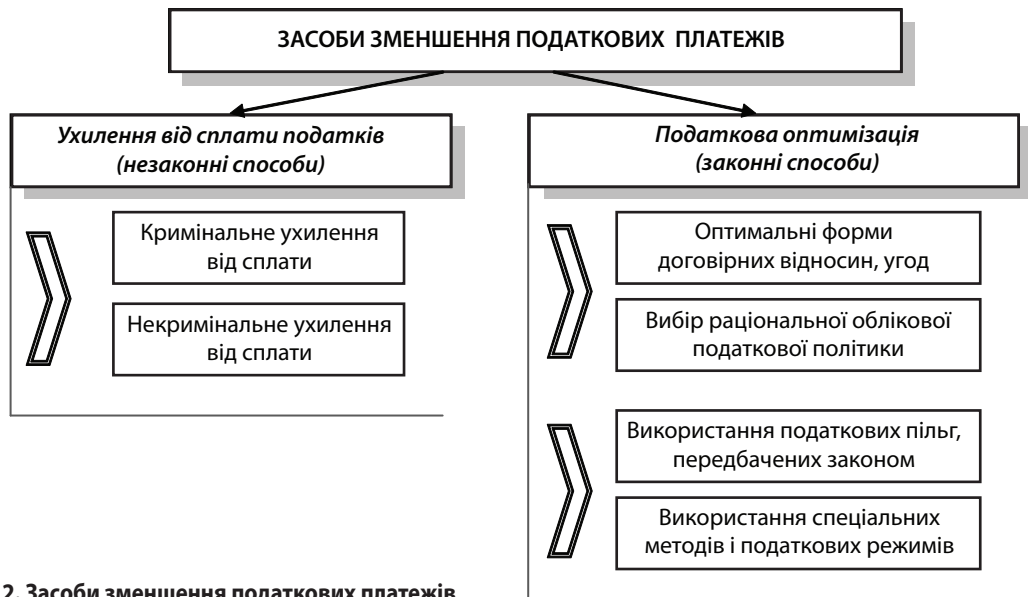 ЗАСОБИ ЗМЕНШЕННЯ ПОДАТКОВИХ ПЛАТЕЖІВ
Ухилення від сплати податків
(незаконні способи)
Кримінальне ухилення
від сплати
Некримінальне ухилення
від сплати
Податкова оптимізація
(законні способи)
Оптимальні форми
договірних відносин, угод
Вибір раціональної облікової
податкової політики
Використання податкових пільг,
передбачених законом
Використання спеціальних
методів і податкових режимів
2. Засоби зменшення податкових платежів